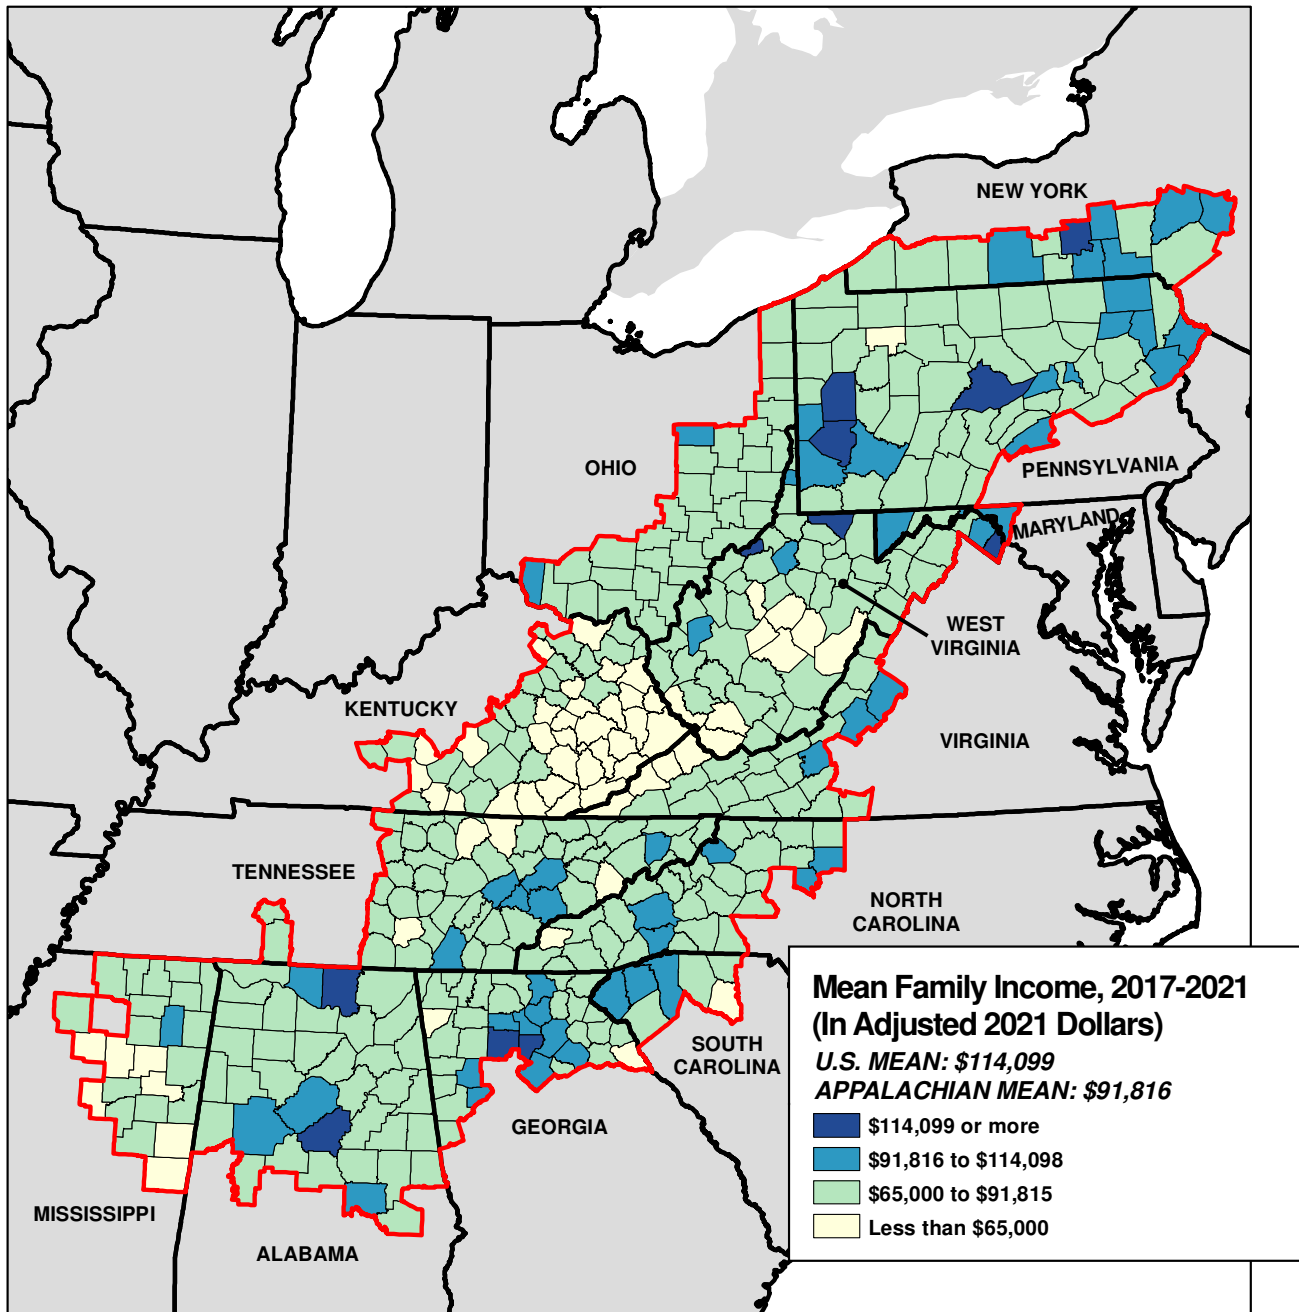 NEW YORK
OHIO
PENNSYLVANIA
MARYLAND
WEST
VIRGINIA
KENTUCKY
VIRGINIA
TENNESSEE
NORTH
CAROLINA
SOUTH
CAROLINA
GEORGIA
MISSISSIPPI
ALABAMA
Mean Family Income, 2017-2021
(In Adjusted 2021 Dollars)
U.S. MEAN: $114,099
APPALACHIAN MEAN: $91,816
$114,099 or more
$91,816 to $114,098
$65,000 to $91,815
Less than $65,000